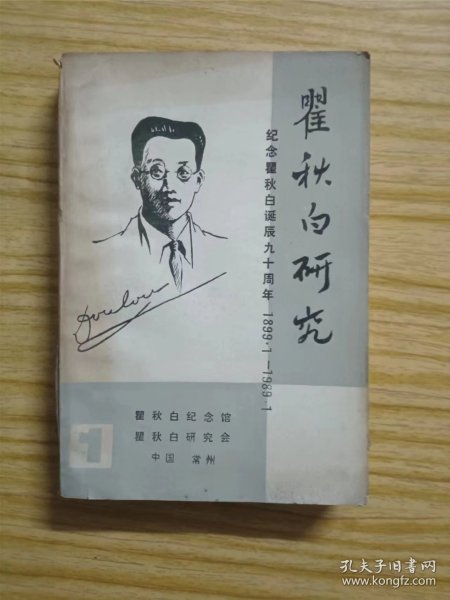 瞿秋白研究
纪念瞿秋白诞辰九十周年 1899·1—1989·1
瞿秋白纪念馆
瞿秋白研究会
中国 常州
1
孔夫子旧书网
www.kongfz.com